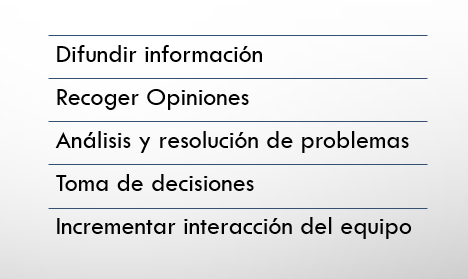 Difundir información
Recoger Opiniones
Análisis y resolución de problemas
Toma de decisiones
Incrementar interacción del equipo